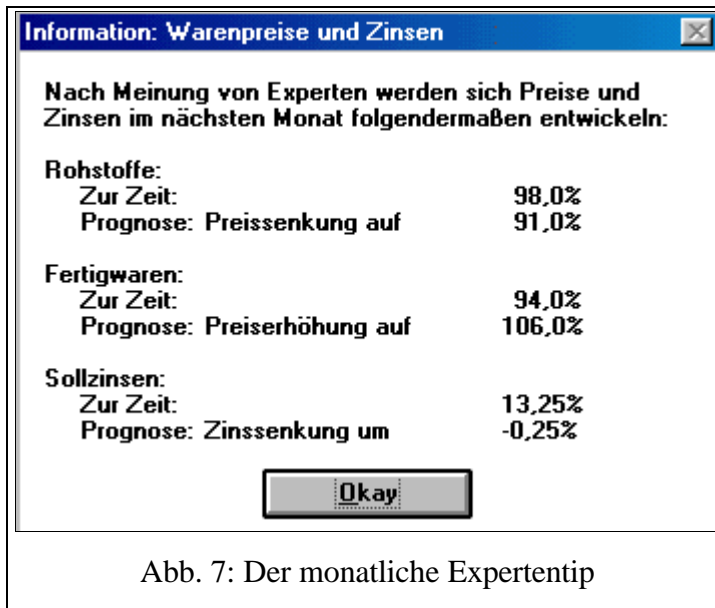 Information: Warenpreise und Zinsen
Nach Meinung von Experten werden sich Preise und
Zinsen im nächsten Monat folgendermaßen entwickeln:
Rohstoffe:
Zur Zeit: 98,0%
Prognose: Preissenkung auf 91,0%
Fertigwaren:
Zur Zeit: 94,0%
Prognose: Preiserhöhung auf 106,0%
Sollzinsen:
Zur Zeit: 13,25%
Prognose: Zinssenkung um -0,25%
Okay
Abb. 7: Der monatliche Expertentip